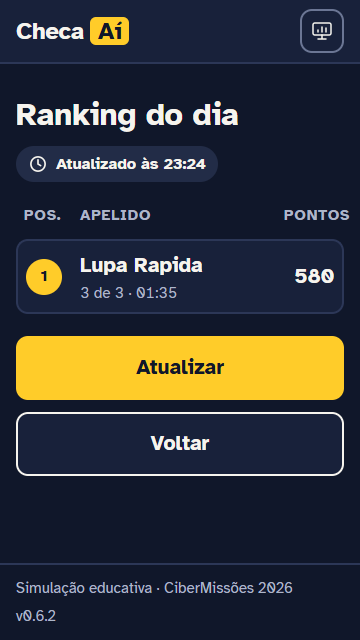 Checa Aí
Ranking do dia
Atualizado às 23:24
POS. APELIDO PONTOS
1 Lupa Rapida 580
3 de 3 · 01:35
Atualizar
Voltar
Simulação educativa · CiberMissões 2026
v0.6.2